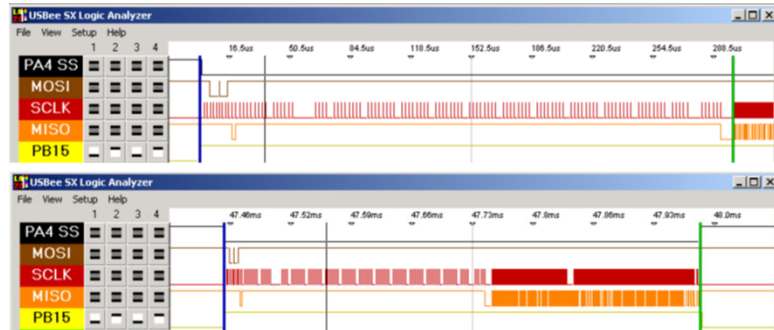 USBee SX Logic Analyzer
File View Setup Help
1 2 3 4
16.5us 50.5us 84.5us 118.5us 152.5us 186.5us 220.5us 254.5us 288.5us
PA4 SS
MOSI
SCLK
MISO
PB15
USBee SX Logic Analyzer
File View Setup Help
1 2 3 4
47.46ms 47.52ms 47.59ms 47.66ms 47.73ms 47.8ms 47.86ms 47.93ms 48.0ms
PA4 SS
MOSI
SCLK
MISO
PB15